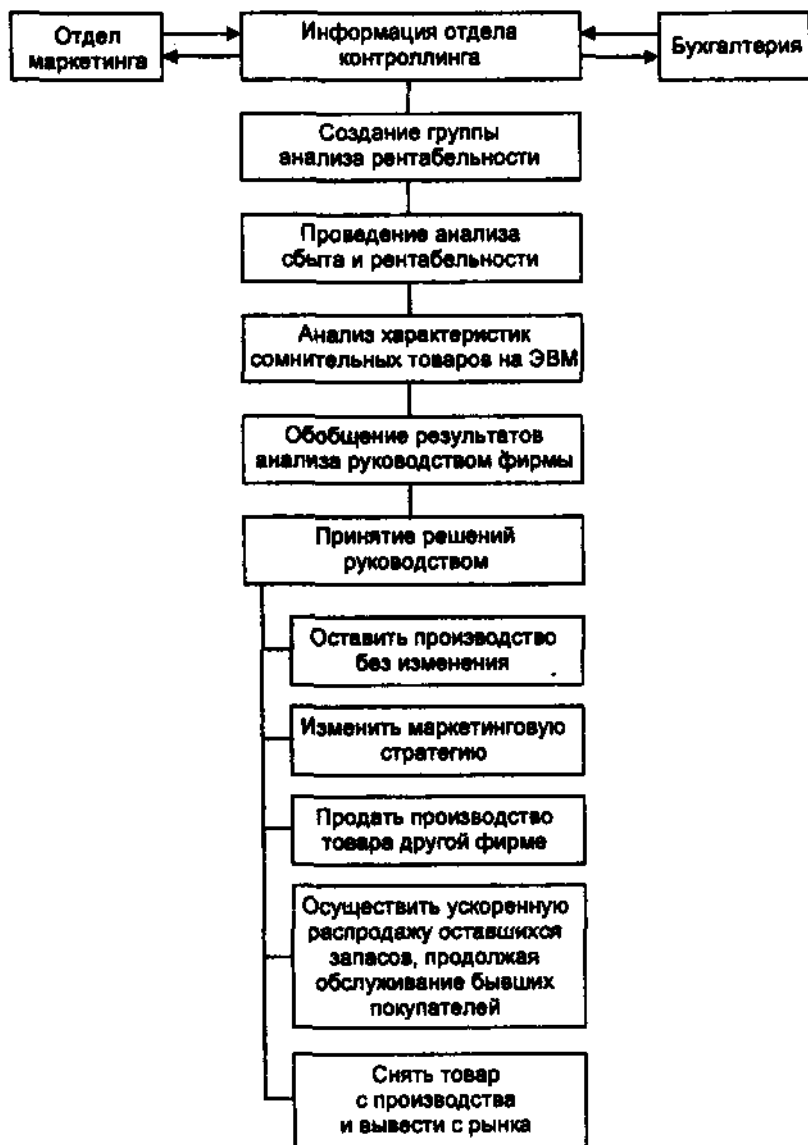 Отдел
маркетинга
Информация отдела
контроллинга
Бухгалтерия
Создание группы
анализа рентабельности
Проведение анализа
сбыта и рентабельности
Анализ характеристик
сомнительных товаров на ЭВМ
Обобщение результатов
анализа руководством фирмы
Принятие решений
руководством
Оставить производство
без изменения
Изменить маркетинговую
стратегию
Продать производство
товара другой фирме
Осуществить ускоренную
распродажу оставшихся
запасов, продолжая
обслуживание бывших
покупателей
Снять товар
с производства
и вывести с рынка